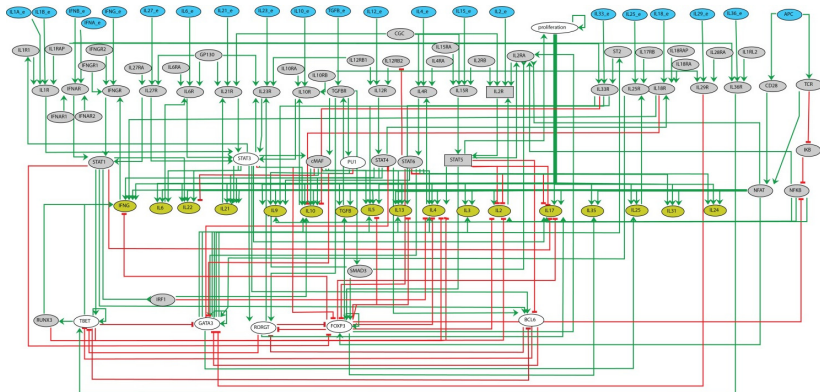 IL1A_e IL1B_e IFNB_e IFNG_e IL27_e IL6_e IL21_e IL23_e IL10_e TGFB_e IL12_e IL4_e IL15_e IL2_e IL33_e IL25_e IL18_e IL29_e IL36_e APC
IFNA_e
proliferation
CGC
IL1R1 IL1RAP IFNGR2 GP130 IL12RB1 IL12RB2 IL15RA IL2RA ST2 IL17RB IL18RAP IL28RA IL1RL2
IFNGR1 IL27RA IL6RA IL10RA IL10RB IL4RA IL2RB IL18RA
IL1R IFNAR IFNGR IL27R IL6R IL21R IL23R IL10R TGFBR IL12R IL4R IL15R IL2R IL33R IL25R IL18R IL29R IL36R CD28 TCR
IFNAR1 IFNAR2
IKB
STAT1 STAT3 cMAF PU1 STAT4 STAT6 STAT5
NFAT NFKB
IFNG IL6 IL22 IL21 IL9 IL10 TGFB IL5 IL13 IL4 IL3 IL2 IL17 IL35 IL25 IL31 IL24
SMAD3
IRF1
RUNX3 TBET GATA3 RORGT FOXP3 BCL6